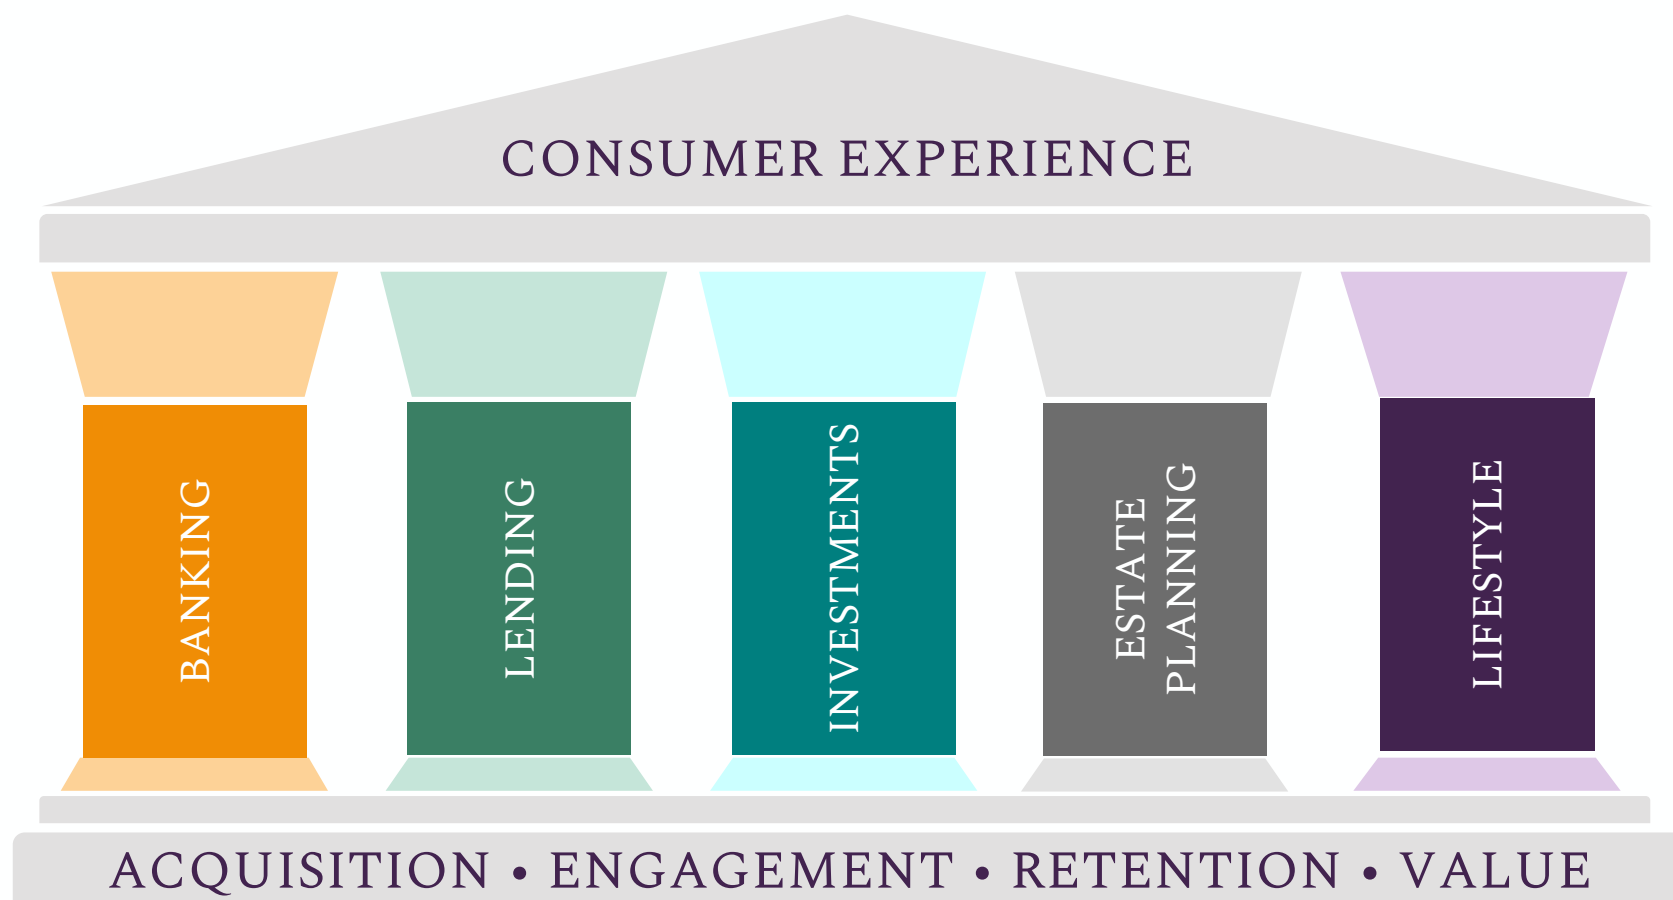 CONSUMER EXPERIENCE
BANKING
LENDING
INVESTMENTS
ESTATE
PLANNING
LIFESTYLE
ACQUISITION • ENGAGEMENT • RETENTION • VALUE